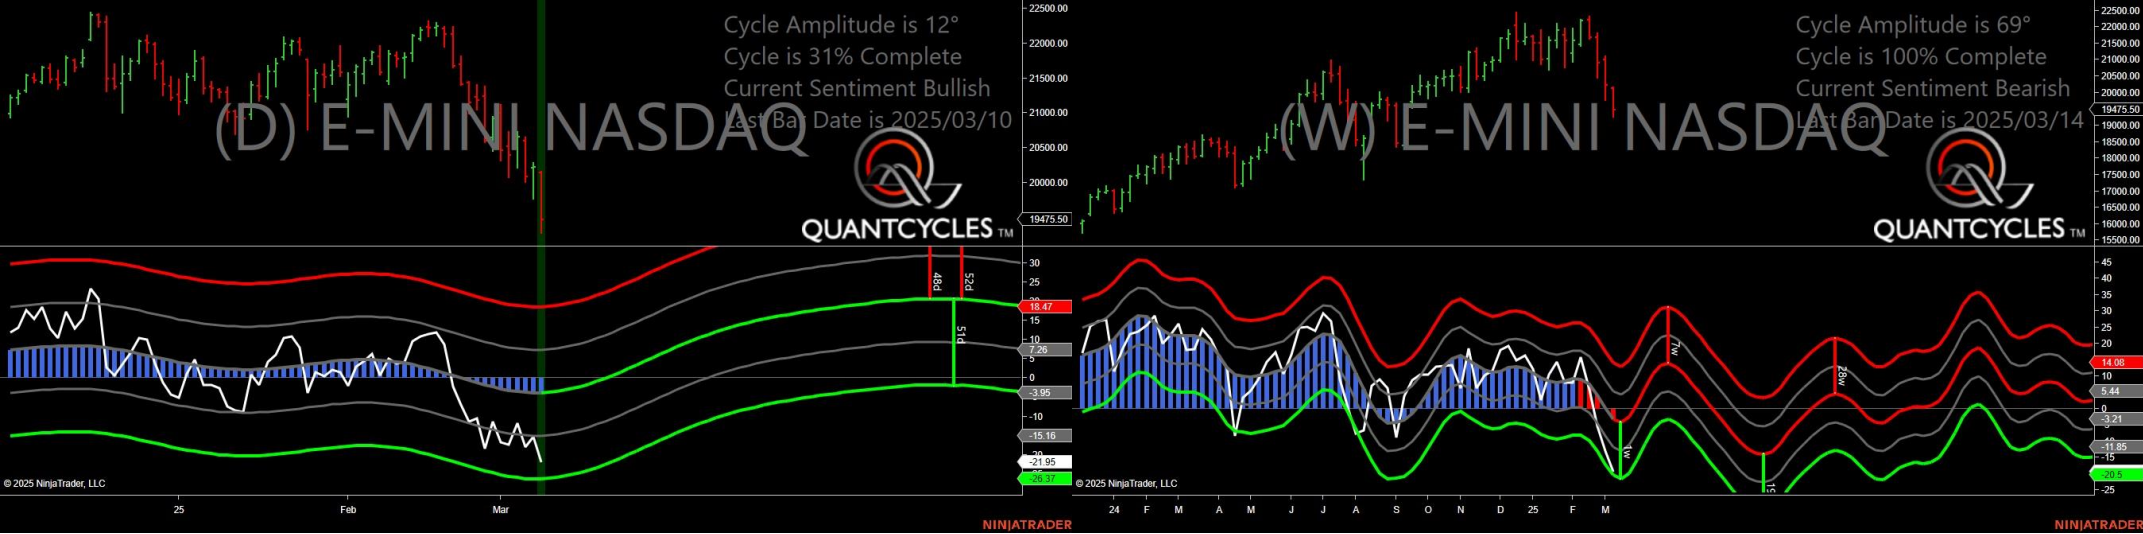 Cycle Amplitude is 12°
Cycle is 31% Complete
Current Sentiment Bullish
Last Bar Date is 2025/03/10
(D) E-MINI NASDAQ
QUANTCYCLES TM
22500.00
22000.00
21500.00
21000.00
20500.00
20000.00
19475.50
48d
52d
51d
30
25
18.47
15
10
7.26
5
0
-3.95
-10
-15.16
-21.95
-26.37
© 2025 NinjaTrader, LLC
25 Feb Mar
NINJATRADER
Cycle Amplitude is 69°
Cycle is 100% Complete
Current Sentiment Bearish
Last Bar Date is 2025/03/14
(W) E-MINI NASDAQ
QUANTCYCLES TM
22500.00
22000.00
21500.00
21000.00
20500.00
20000.00
19475.50
19000.00
18500.00
18000.00
17500.00
17000.00
16500.00
16000.00
15500.00
7w
28w
1w
45
40
35
30
25
20
14.08
10
5.44
0
-3.21
-11.85
-15
-20.5
-25
© 2025 NinjaTrader, LLC
24 F M A M J J A S O N D 25 F M
NINJATRADER